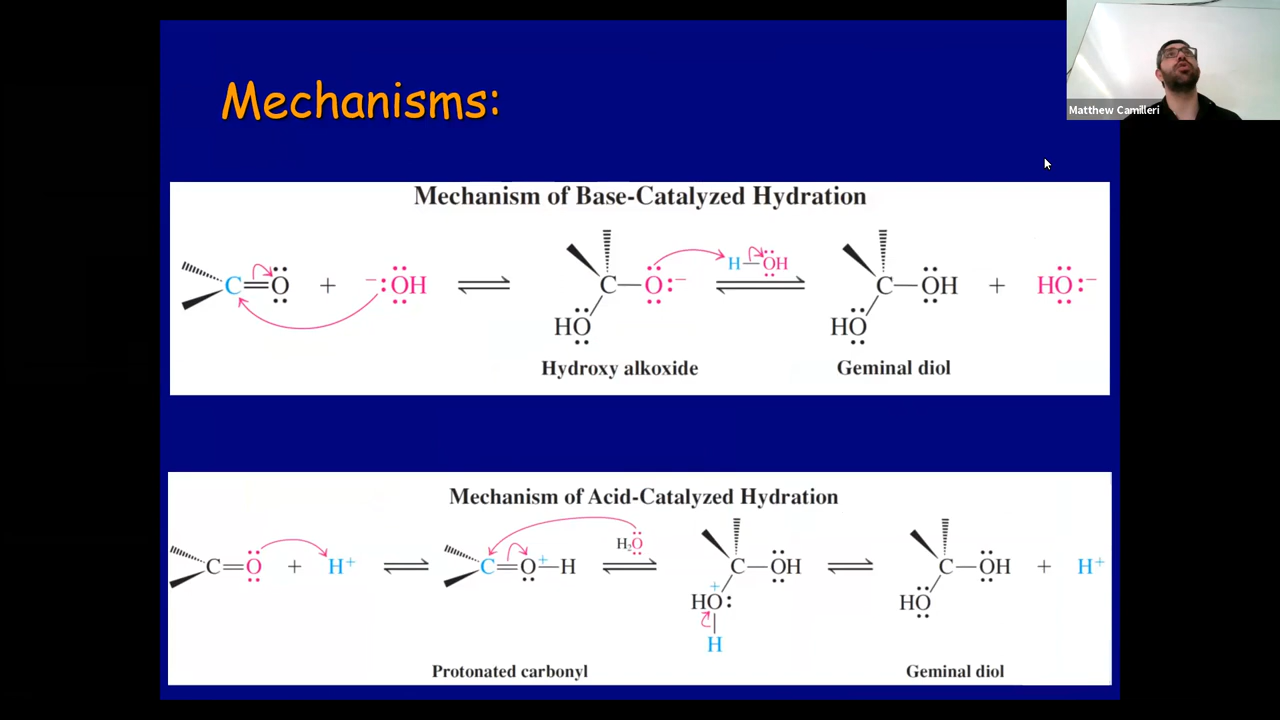 Mechanisms:
Matthew Camilleri
Mechanism of Base-Catalyzed Hydration
C=O + ⁻:OH ⇌ C—O:⁻ H—OH ⇌ C—OH + HO:⁻
HO HO
Hydroxy alkoxide Geminal diol
Mechanism of Acid-Catalyzed Hydration
H₂O
C=O + H⁺ ⇌ C=O⁺—H ⇌ C—OH ⇌ C—OH + H⁺
+
HO: HO
H
Protonated carbonyl Geminal diol